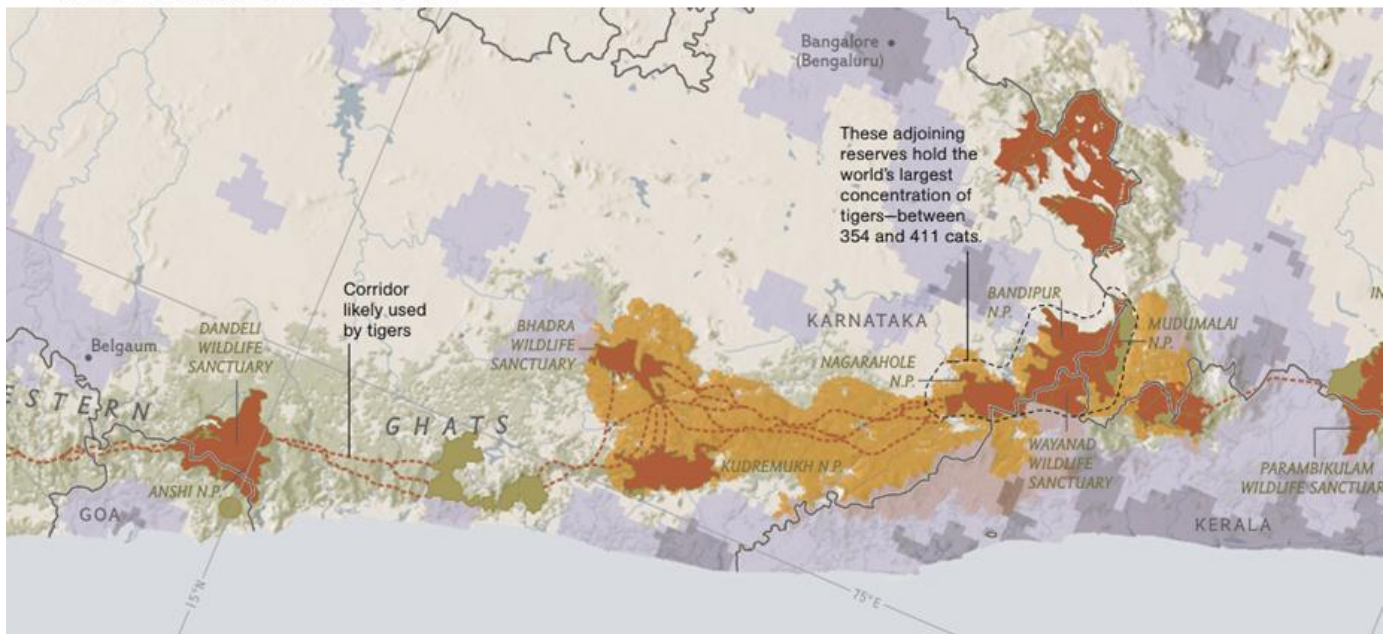 Bangalore
(Bengaluru)
These adjoining
reserves hold the
world's largest
concentration of
tigers—between
354 and 411 cats.
Corridor
likely used
by tigers
DANDELI
WILDLIFE
SANCTUARY
BHADRA
WILDLIFE
SANCTUARY
KARNATAKA
BANDIPUR
N.P.
MUDUMALAI
N.P.
NAGARAHOLE
N.P.
IN
Belgaum
ESTERN
GHATS
ANSHI N.P.
KUDREMUKH N.P.
WAYANAD
WILDLIFE
SANCTUARY
PARAMBIKULAM
WILDLIFE SANCTUAR
GOA
KERALA
15°N
75°E